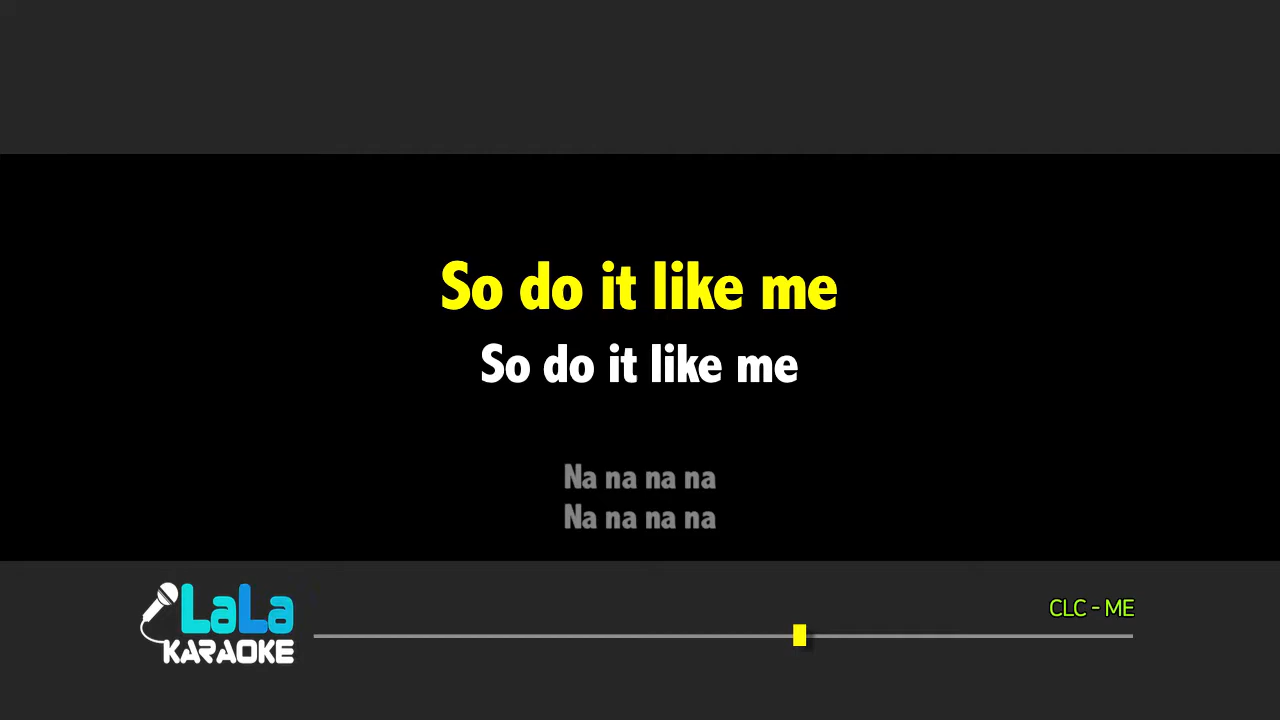 So do it like me
So do it like me
Na na na na
Na na na na
LaLa
KARAOKE
CLC - ME